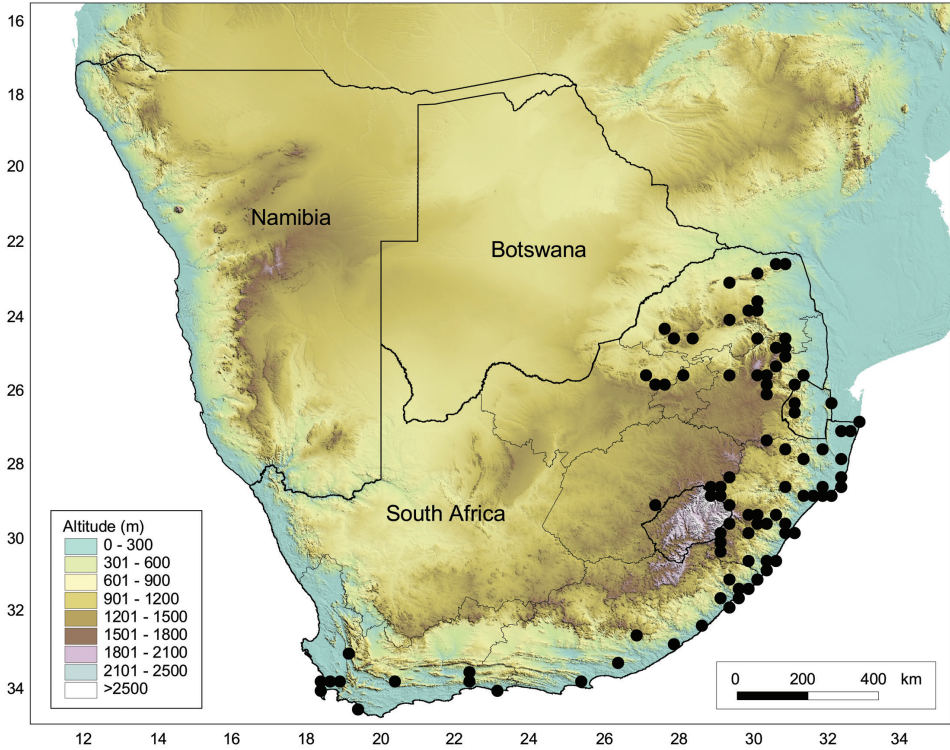 16
18
20
22
24
26
28
30
32
34
Namibia
Botswana
South Africa
Altitude (m)
0 - 300
301 - 600
601 - 900
901 - 1200
1201 - 1500
1501 - 1800
1801 - 2100
2101 - 2500
>2500
0 200 400 km
12 14 16 18 20 22 24 26 28 30 32 34